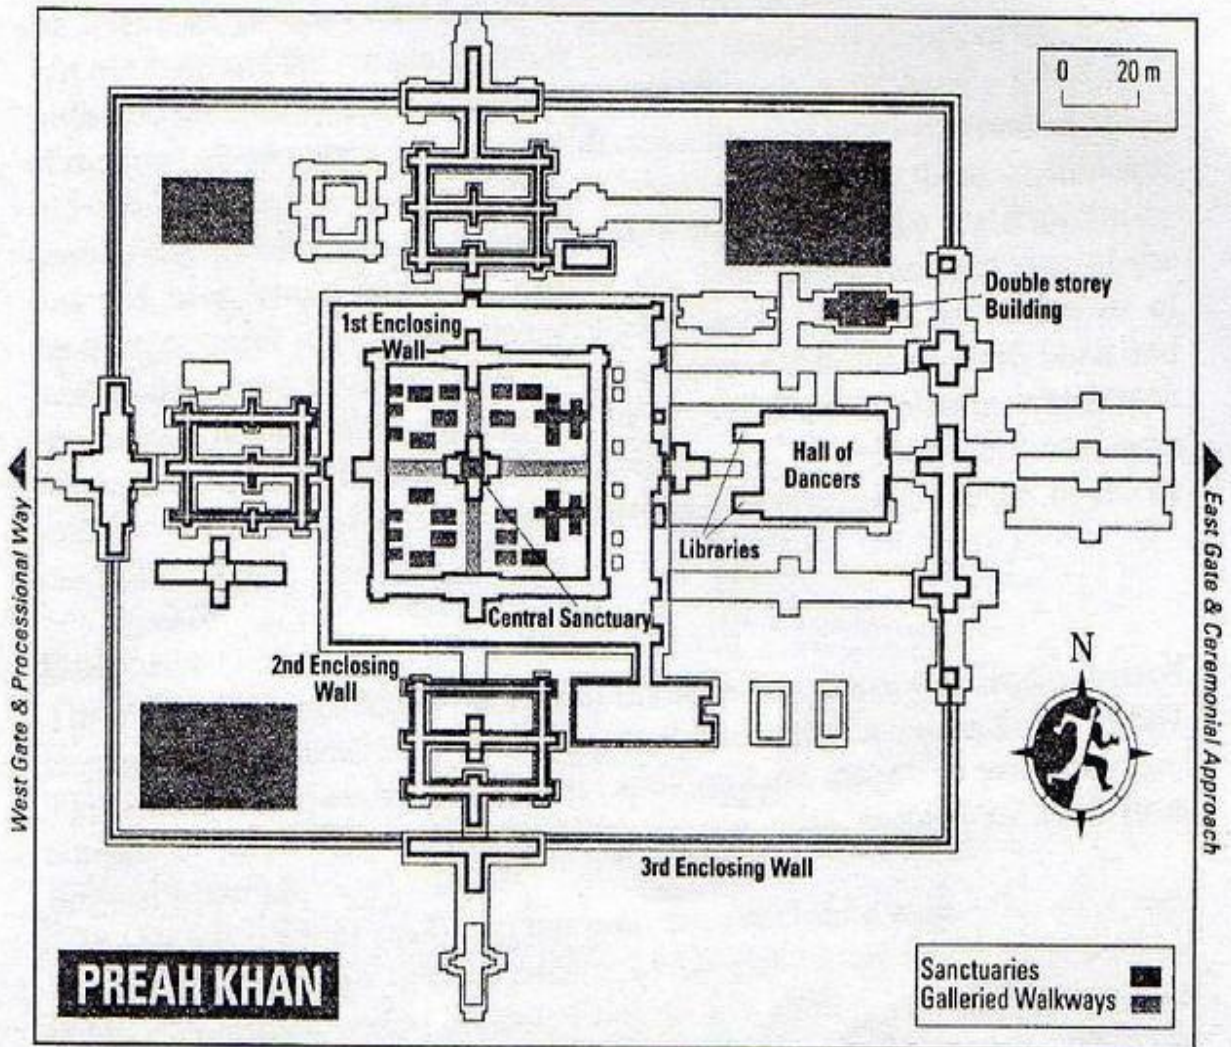 0 20 m
Double storey
Building
1st Enclosing
Wall
Hall of
Dancers
Libraries
Central Sanctuary
2nd Enclosing
Wall
N
West Gate & Processional Way
East Gate & Ceremonial Approach
3rd Enclosing Wall
PREAH KHAN
Sanctuaries
Galleried Walkways